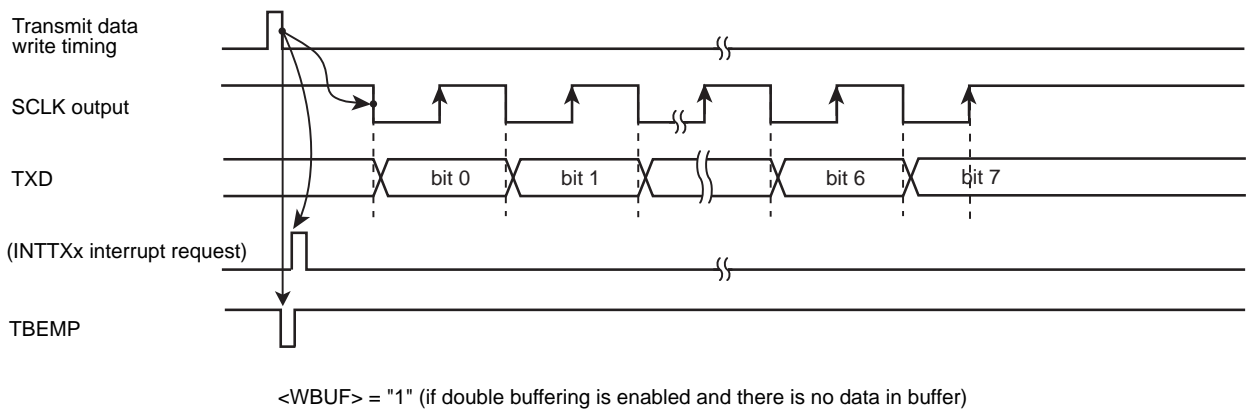 Transmit data
write timing
SCLK output
TXD
bit 0
bit 1
bit 6
bit 7
(INTTXx interrupt request)
TBEMP
<WBUF> = "1" (if double buffering is enabled and there is no data in buffer)